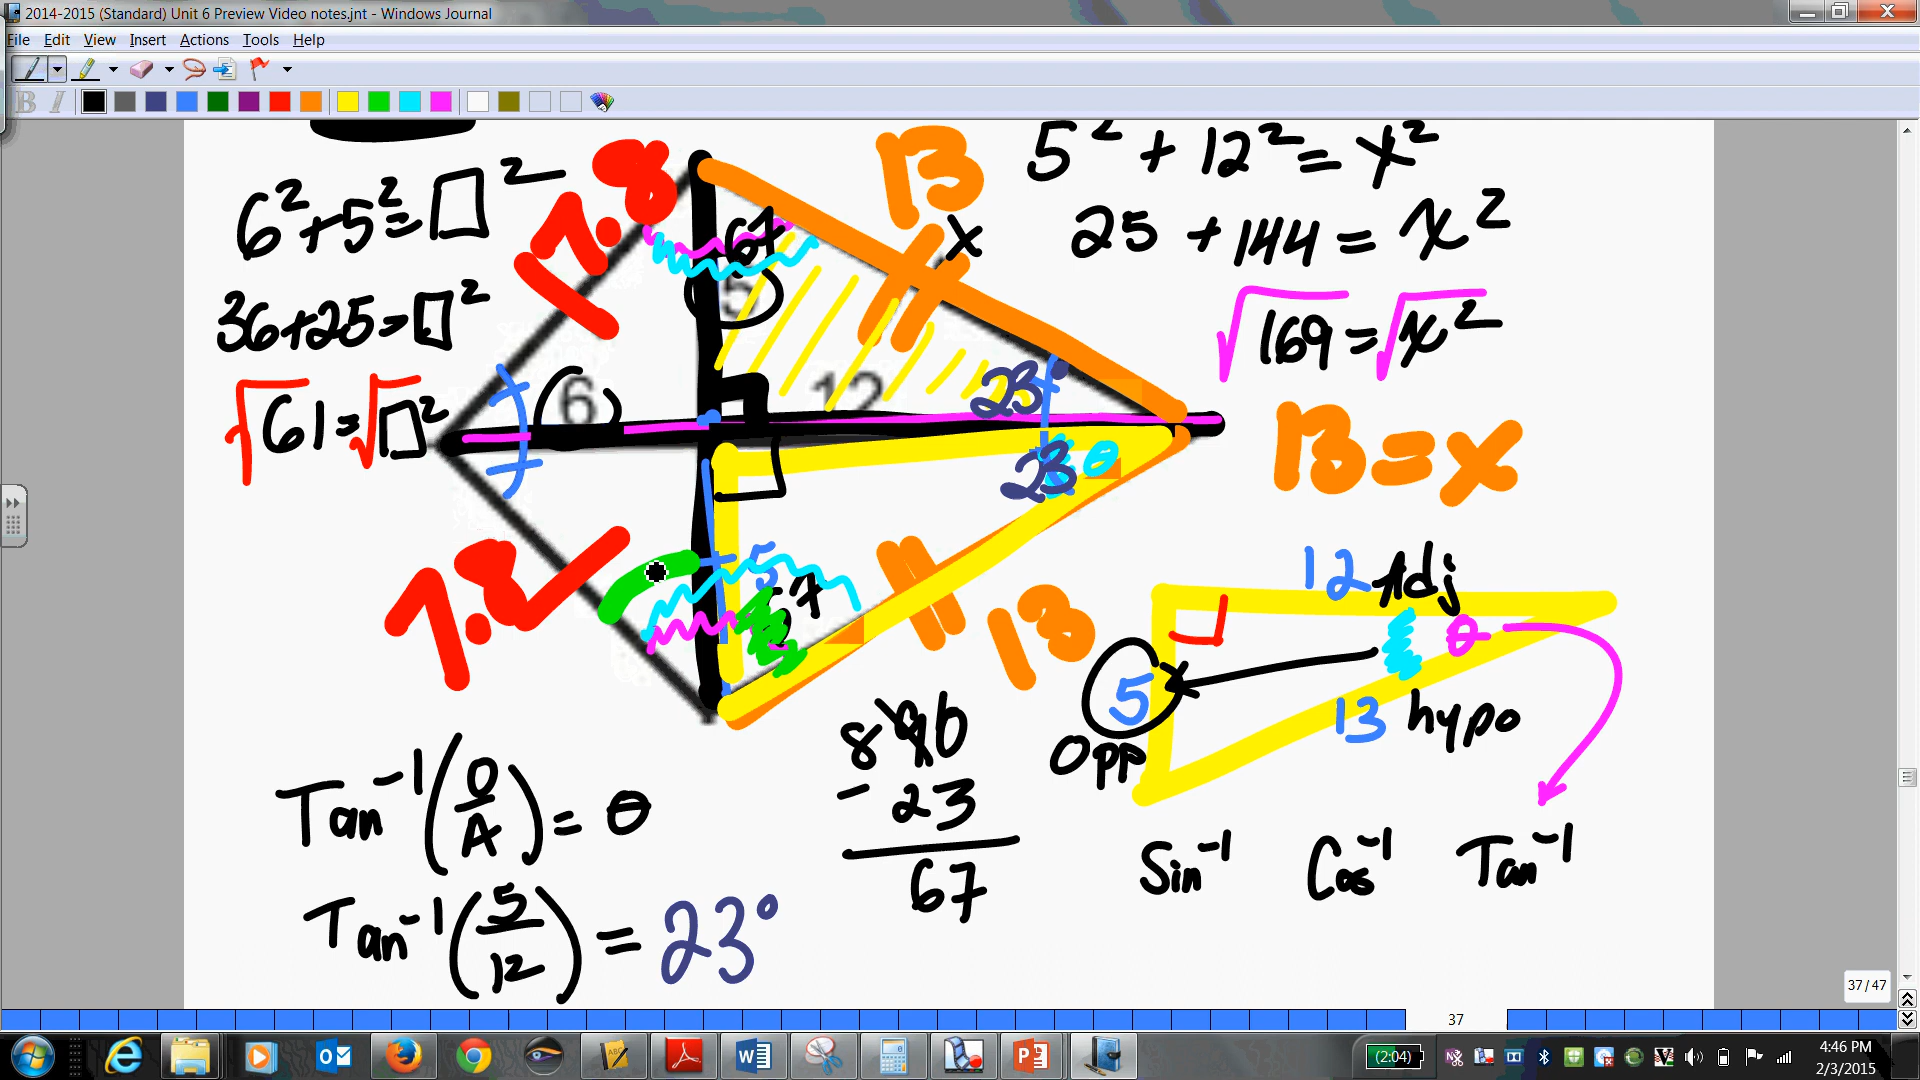 2014-2015 (Standard) Unit 6 Preview Video notes.jnt - Windows Journal
File Edit View Insert Actions Tools Help
B I
6² + 5² = □²
36 + 25 = □²
√61 = √□²
7.8
7.8
13
x
67
5
6
12
23
23
θ
5
67
13
5² + 12² = x²
25 + 144 = x²
√169 = √x²
13 = x
12 Adj
θ
5
opp
13 hypo
Sin⁻¹ Cos⁻¹ Tan⁻¹
Tan⁻¹(O/A) = θ
Tan⁻¹(5/12) = 23°
- 23
67
37 / 47
37
(2:04)
4:46 PM
2/3/2015